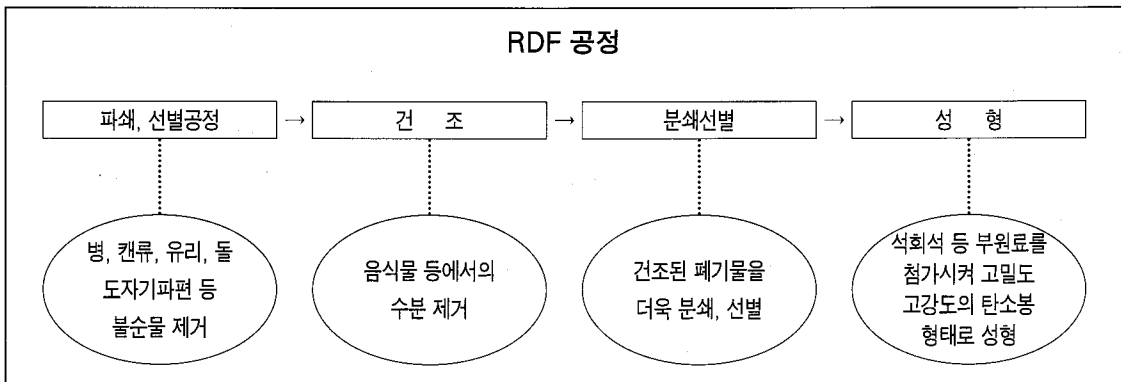 RDF 공정
파쇄, 선별공정 → 건 조 → 분쇄선별 → 성 형
병, 캔류, 유리, 돌
도자기파편 등
불순물 제거
음식물 등에서의
수분 제거
건조된 폐기물을
더욱 분쇄, 선별
석회석 등 부원료를
첨가시켜 고밀도
고강도의 탄소봉
형태로 성형